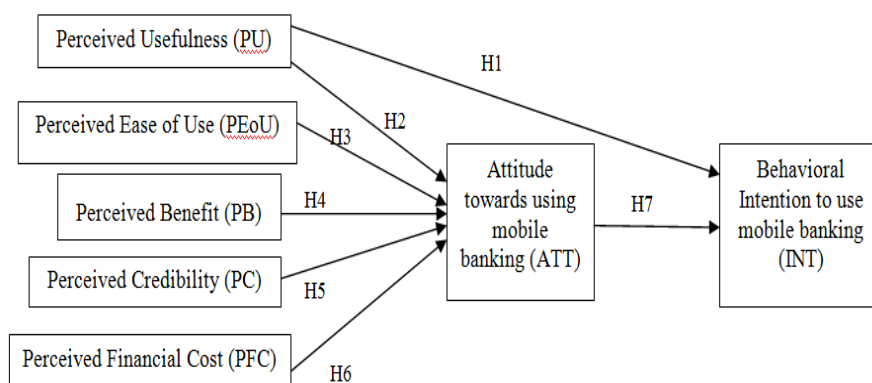 Perceived Usefulness (PU)
H1
Perceived Ease of Use (PEoU)
H2
H3
Perceived Benefit (PB)
H4
Attitude
towards using
mobile
banking (ATT)
H7
Behavioral
Intention to use
mobile banking
(INT)
Perceived Credibility (PC)
H5
Perceived Financial Cost (PFC)
H6